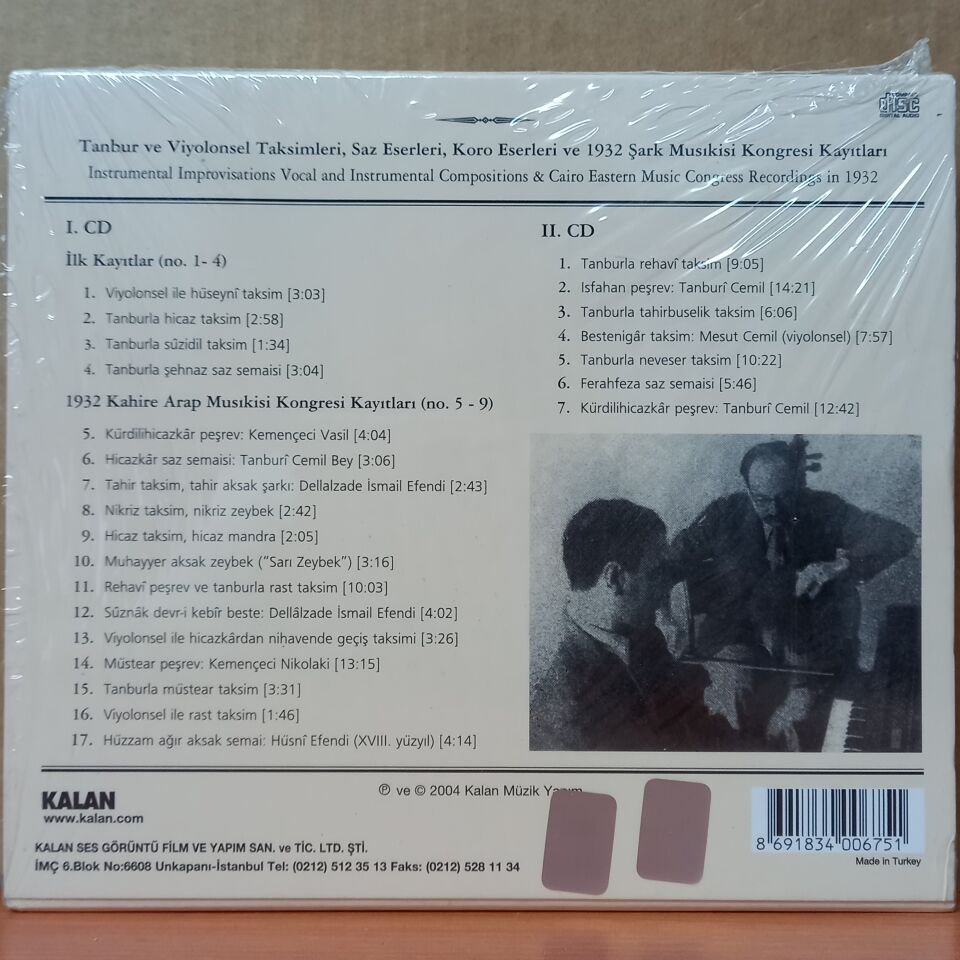 COMPACT
disc
DIGITAL AUDIO
Tanbur ve Viyolonsel Taksimleri, Saz Eserleri, Koro Eserleri ve 1932 Şark Musıkisi Kongresi Kayıtları
Instrumental Improvisations Vocal and Instrumental Compositions & Cairo Eastern Music Congress Recordings in 1932
I. CD
İlk Kayıtlar (no. 1- 4)
1. Viyolonsel ile hüseynî taksim [3:03]
2. Tanburla hicaz taksim [2:58]
3. Tanburla sûzidil taksim [1:34]
4. Tanburla şehnaz saz semaisi [3:04]
1932 Kahire Arap Musıkisi Kongresi Kayıtları (no. 5 - 9)
5. Kürdilihicazkâr peşrev: Kemençeci Vasil [4:04]
6. Hicazkâr saz semaisi: Tanburî Cemil Bey [3:06]
7. Tahir taksim, tahir aksak şarkı: Dellalzade İsmail Efendi [2:43]
8. Nikriz taksim, nikriz zeybek [2:42]
9. Hicaz taksim, hicaz mandra [2:05]
10. Muhayyer aksak zeybek ("Sarı Zeybek") [3:16]
11. Rehavî peşrev ve tanburla rast taksim [10:03]
12. Sûznâk devr-i kebîr beste: Dellâlzade İsmail Efendi [4:02]
13. Viyolonsel ile hicazkârdan nihavende geçiş taksimi [3:26]
14. Müstear peşrev: Kemençeci Nikolaki [13:15]
15. Tanburla müstear taksim [3:31]
16. Viyolonsel ile rast taksim [1:46]
17. Hüzzam ağır aksak semai: Hüsnî Efendi (XVIII. yüzyıl) [4:14]
II. CD
1. Tanburla rehavî taksim [9:05]
2. Isfahan peşrev: Tanburî Cemil [14:21]
3. Tanburla tahirbuselik taksim [6:06]
4. Bestenigâr taksim: Mesut Cemil (viyolonsel) [7:57]
5. Tanburla neveser taksim [10:22]
6. Ferahfeza saz semaisi [5:46]
7. Kürdilihicazkâr peşrev: Tanburî Cemil [12:42]
KALAN
www.kalan.com
℗ ve © 2004 Kalan Müzik Yapım
KALAN SES GÖRÜNTÜ FİLM VE YAPIM SAN. ve TİC. LTD. ŞTİ.
İMÇ 6.Blok No:6608 Unkapanı-İstanbul Tel: (0212) 512 35 13 Faks: (0212) 528 11 34
8 691834 006751
Made in Turkey